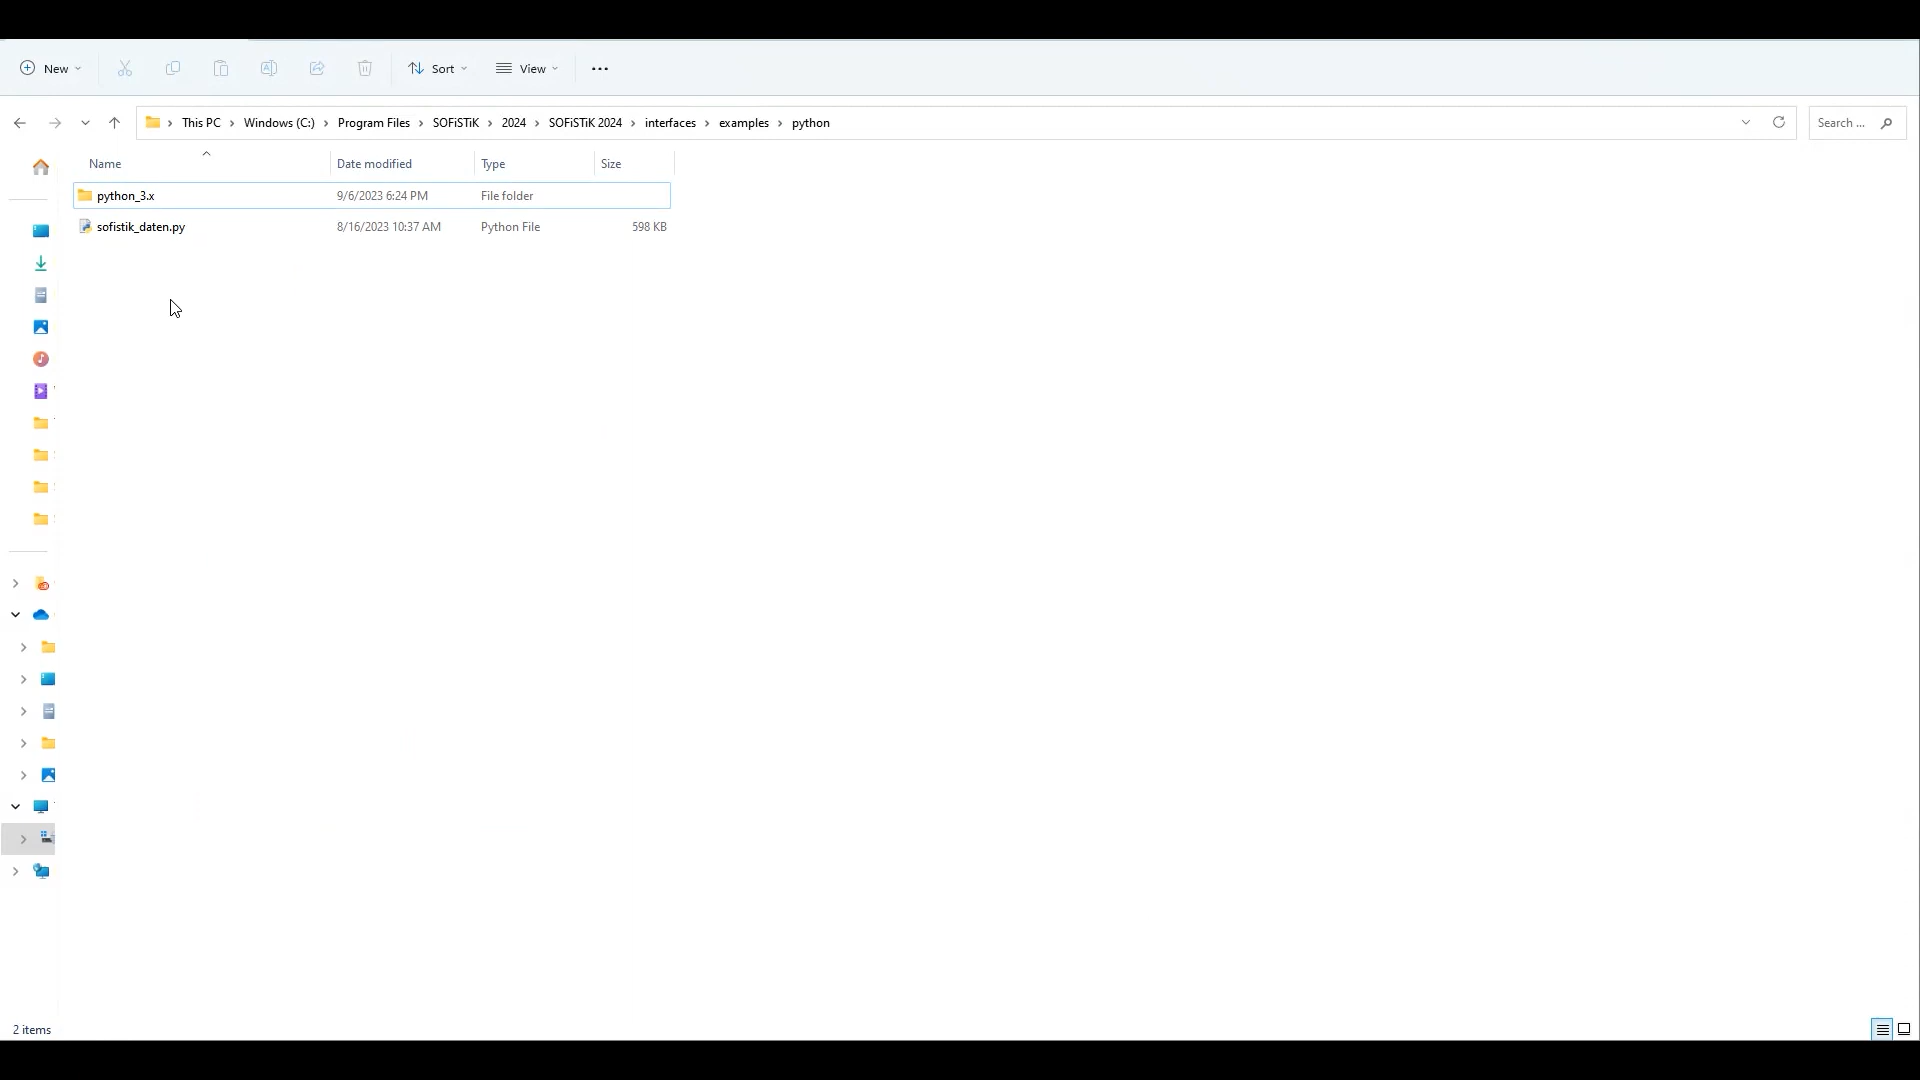 New
Sort
View
This PC > Windows (C:) > Program Files > SOFiSTiK > 2024 > SOFiSTiK 2024 > interfaces > examples > python
Search ...
Name Date modified Type Size
python_3.x 9/6/2023 6:24 PM File folder
sofistik_daten.py 8/16/2023 10:37 AM Python File 598 KB
2 items